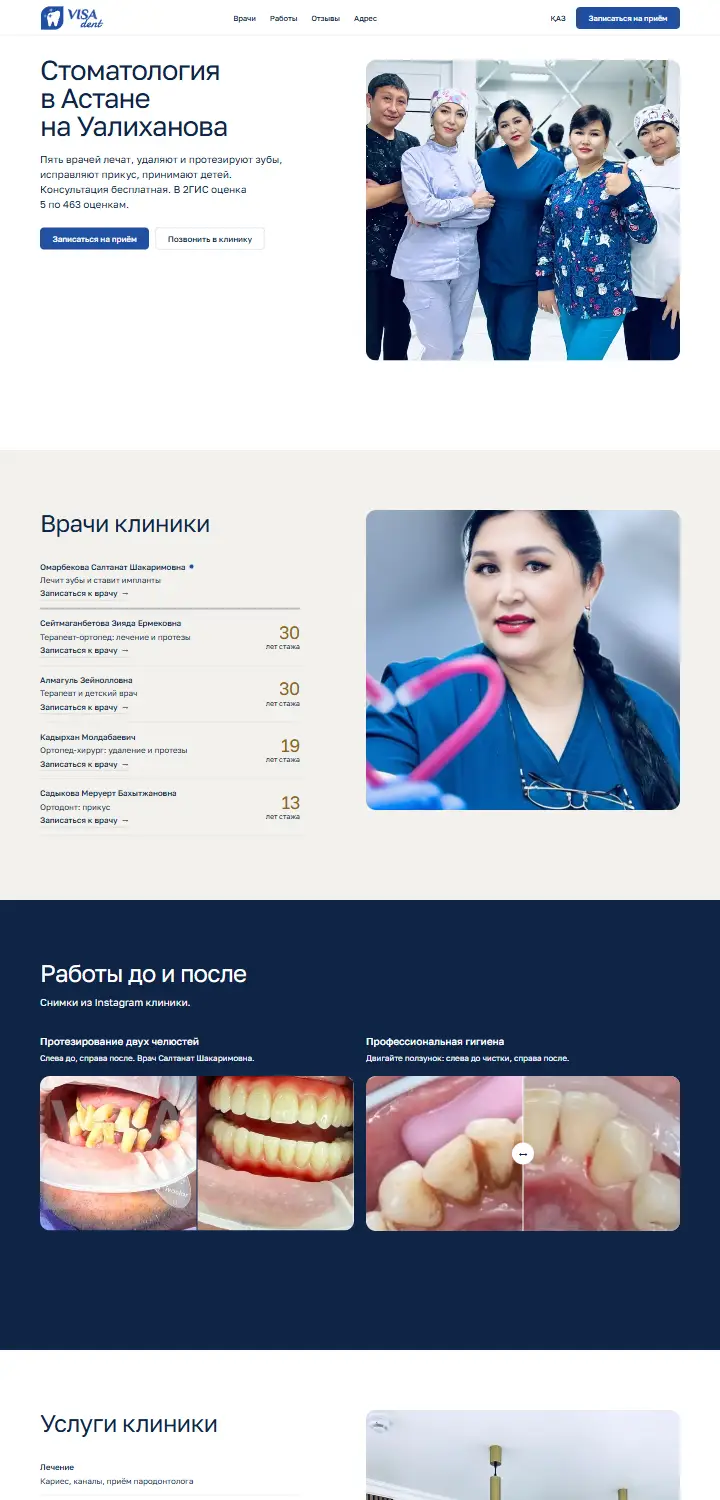 VISA
dent
Врачи
Работы
Отзывы
Адрес
ҚАЗ
Записаться на приём
Стоматология
в Астане
на Уалиханова
Пять врачей лечат, удаляют и протезируют зубы,
исправляют прикус, принимают детей.
Консультация бесплатная. В 2ГИС оценка
5 по 463 оценкам.
Записаться на приём
Позвонить в клинику
Врачи клиники
Омарбекова Салтанат Шакаримовна
Лечит зубы и ставит импланты
Записаться к врачу →
Сейтмаганбетова Зияда Ермековна
Терапевт-ортопед: лечение и протезы
Записаться к врачу →
30
лет стажа
Алмагуль Зейнолловна
Терапевт и детский врач
Записаться к врачу →
30
лет стажа
Кадырхан Молдабаевич
Ортопед-хирург: удаление и протезы
Записаться к врачу →
19
лет стажа
Садыкова Меруерт Бахытжановна
Ортодонт: прикус
Записаться к врачу →
13
лет стажа
Работы до и после
Снимки из Instagram клиники.
Протезирование двух челюстей
Слева до, справа после. Врач Салтанат Шакаримовна.
Профессиональная гигиена
Двигайте ползунок: слева до чистки, справа после.
Услуги клиники
Лечение
Кариес, каналы, приём пародонтолога